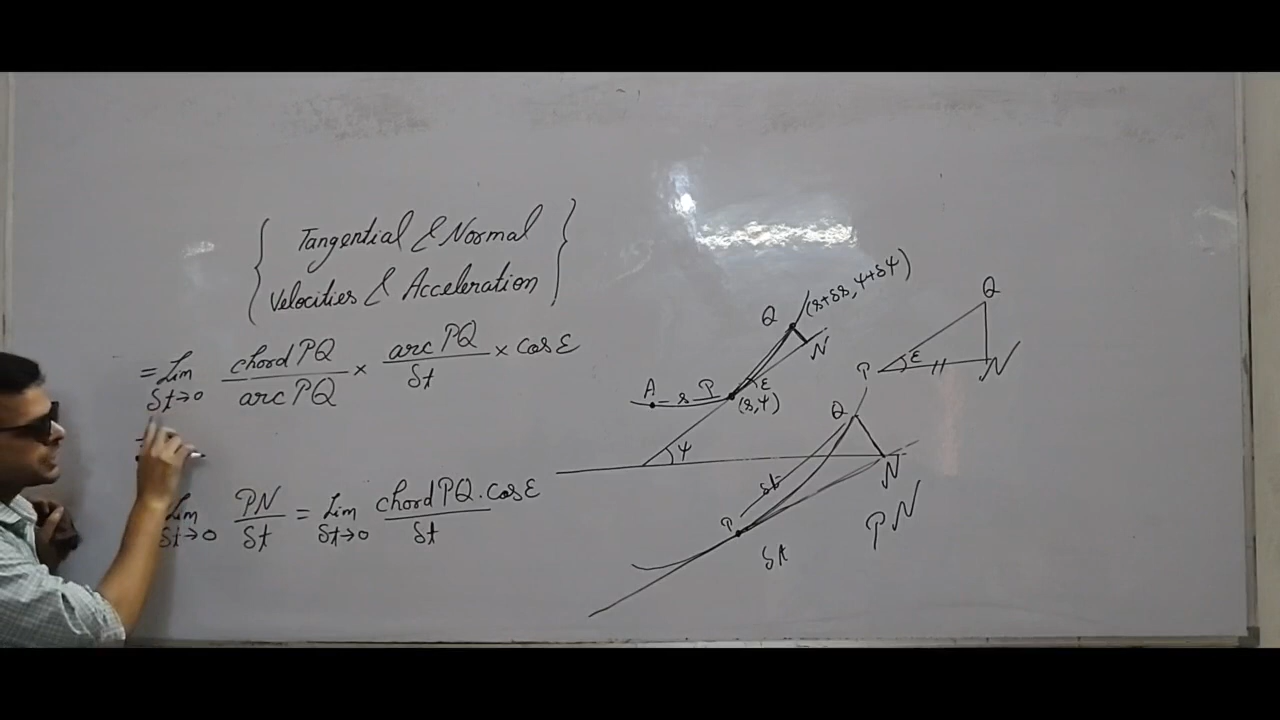 { Tangential & Normal
Velocities & Acceleration }
= Lim δt→0 chord PQ / arc PQ × arc PQ / δt × cos ε
=
Lim δt→0 PN / δt = Lim δt→0 chord PQ . cos ε / δt
Q (s+δs, ψ+δψ)
N
A s P ε
(s, ψ)
ψ
Q
P ε N
Q
δt
N
P
PN
δt